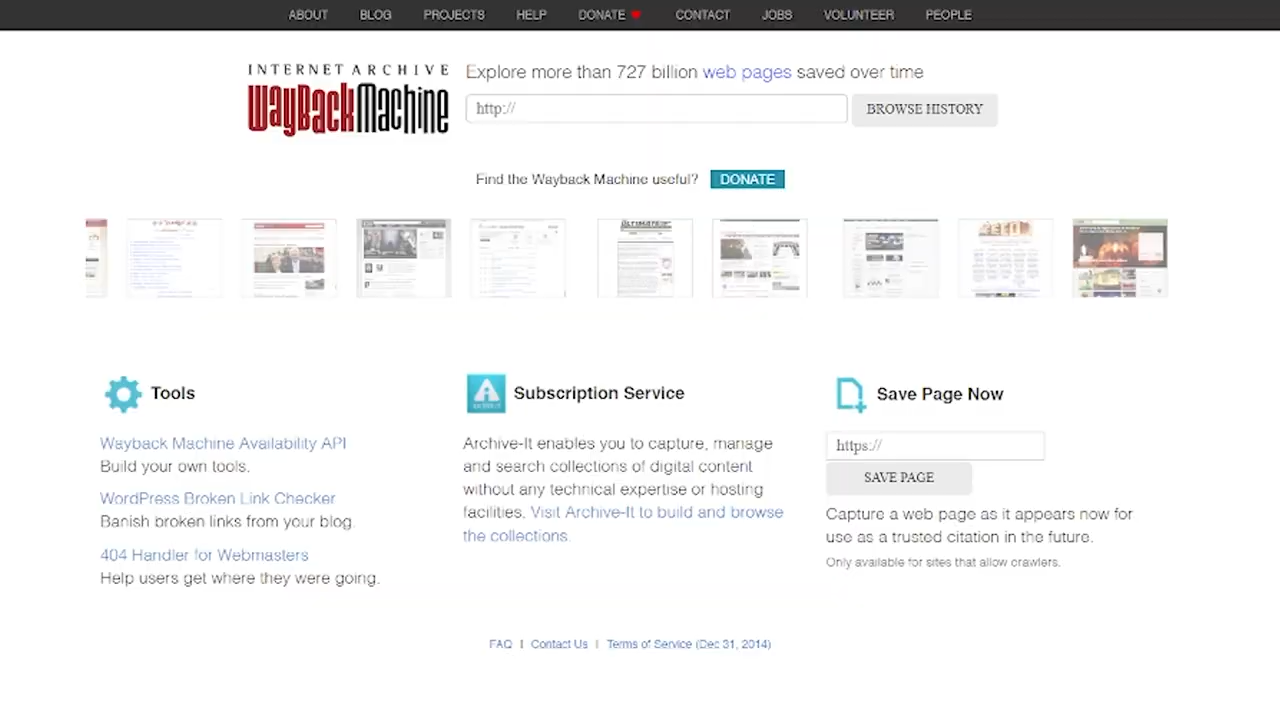 ABOUT BLOG PROJECTS HELP DONATE CONTACT JOBS VOLUNTEER PEOPLE
INTERNET ARCHIVE
WayBackMachine
Explore more than 727 billion web pages saved over time
http://
BROWSE HISTORY
Find the Wayback Machine useful? DONATE
Tools
Wayback Machine Availability API
Build your own tools.
WordPress Broken Link Checker
Banish broken links from your blog.
404 Handler for Webmasters
Help users get where they were going.
Subscription Service
Archive-It enables you to capture, manage
and search collections of digital content
without any technical expertise or hosting
facilities. Visit Archive-It to build and browse
the collections.
Save Page Now
https://
SAVE PAGE
Capture a web page as it appears now for
use as a trusted citation in the future.
Only available for sites that allow crawlers.
FAQ | Contact Us | Terms of Service (Dec 31, 2014)